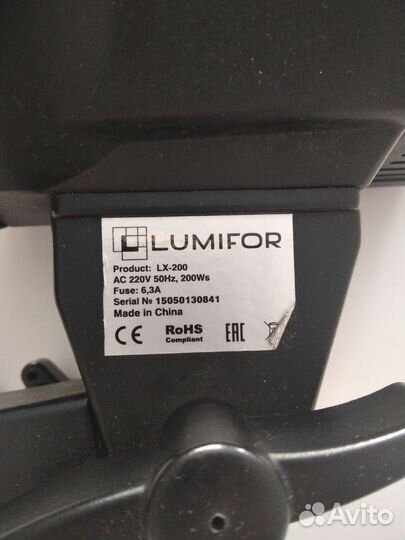 LUMIFOR
Product: LX-200
AC 220V 50Hz, 200Ws
Fuse: 6,3A
Serial № 15050130841
Made in China
CE RoHS Compliant EAC
Avito